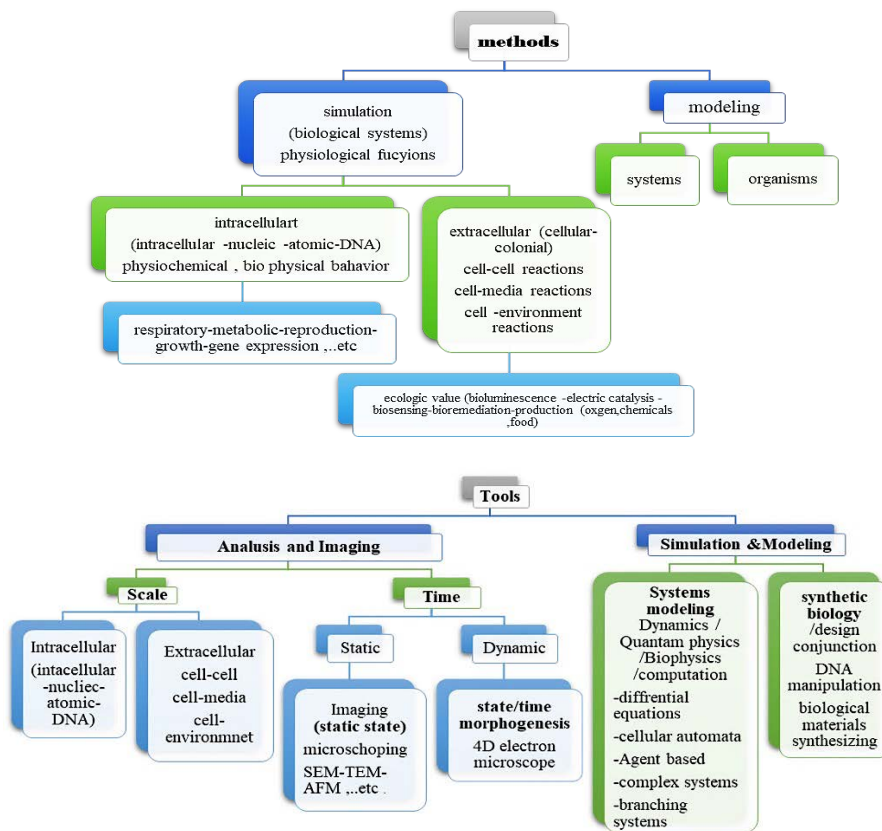 methods
simulation
(biological systems)
physiological fucyions
modeling
systems
organisms
intracellulart
(intracellular -nucleic -atomic-DNA)
physiochemical , bio physical bahavior
extracellular (cellular-
colonial)
cell-cell reactions
cell-media reactions
cell -environment
reactions
respiratory-metabolic-reproduction-
growth-gene expression ,..etc
ecologic value (bioluminescence -electric catalysis -
biosensing-bioremediation-production (oxgen,chemicals
,food)
Tools
Analusis and Imaging
Simulation &Modeling
Scale
Time
Intracellular
(intacellular
-nucliec-
atomic-
DNA)
Extracellular
cell-cell
cell-media
cell-
environmnet
Static
Dynamic
Imaging
(static state)
microschoping
SEM-TEM-
AFM ,..etc .
state/time
morphogenesis
4D electron
microscope
Systems
modeling
Dynamics /
Quantam physics
/Biophysics
/computation
-diffrential
equations
-cellular automata
-Agent based
-complex systems
-branching
systems
synthetic
biology
/design
conjunction
DNA
manipulation
biological
materials
synthesizing